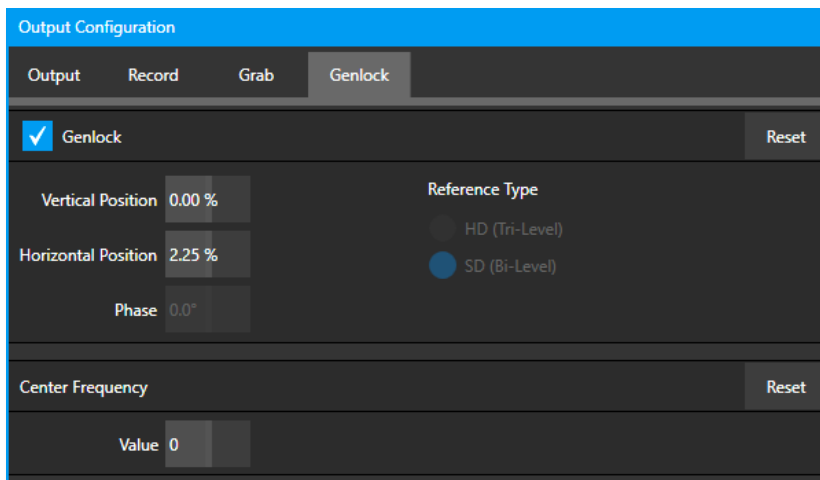 Output Configuration
Output Record Grab Genlock
Genlock Reset
Vertical Position 0.00 %
Reference Type
HD (Tri-Level)
Horizontal Position 2.25 %
SD (Bi-Level)
Phase 0.0°
Center Frequency Reset
Value 0